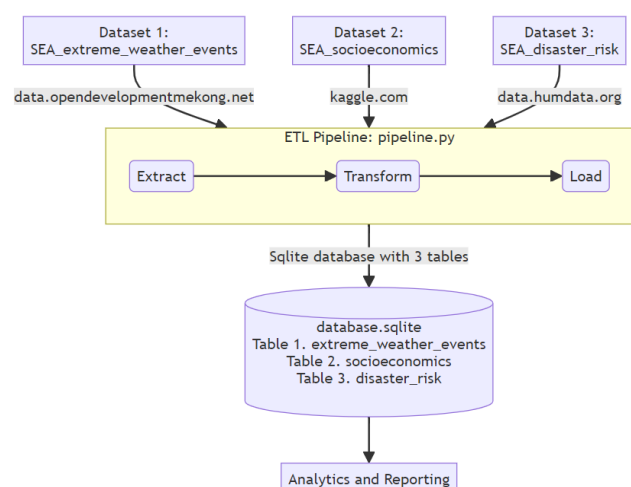 Dataset 1:
SEA_extreme_weather_events
Dataset 2:
SEA_socioeconomics
Dataset 3:
SEA_disaster_risk
data.opendevelopmentmekong.net
kaggle.com
data.humdata.org
ETL Pipeline: pipeline.py
Extract
Transform
Load
Sqlite database with 3 tables
database.sqlite
Table 1. extreme_weather_events
Table 2. socioeconomics
Table 3. disaster_risk
Analytics and Reporting